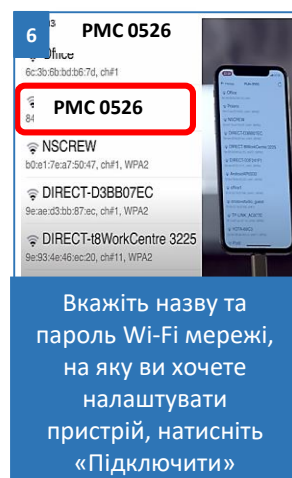 6
PMC 0526
Office
6c:3b:6b:bd:b6:7d, ch#1
PMC 0526
84
NSCREW
b0:e1:7e:a7:50:47, ch#1, WPA2
DIRECT-D3BB07EC
9e:ae:d3:bb:87:ec, ch#1, WPA2
DIRECT-t8WorkCentre 3225
9e:93:4e:46:ec:20, ch#11, WPA2
Office
NSCREW
Вкажіть назву та
пароль Wi-Fi мережі,
на яку ви хочете
налаштувати
пристрій, натисніть
«Підключити»